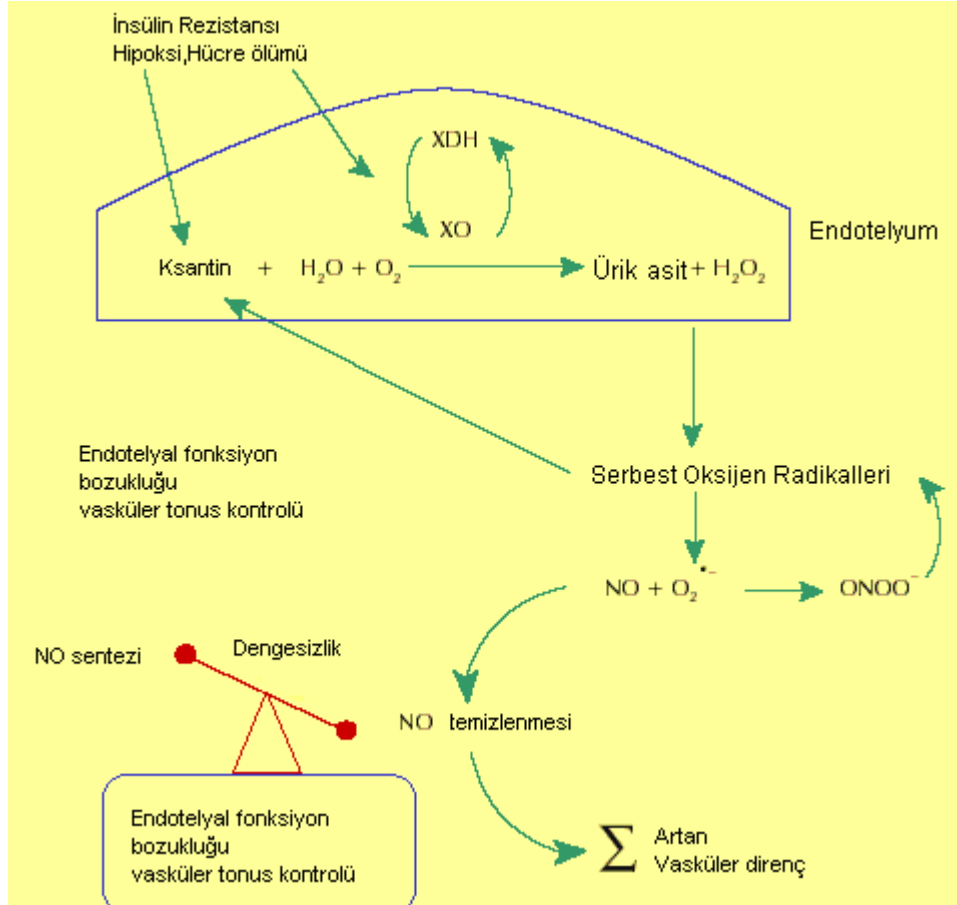 İnsülin Rezistansı
Hipoksi,Hücre ölümü
XDH
XO
Endotelyum
Ksantin + H₂O + O₂ Ürik asit + H₂O₂
Endotelyal fonksiyon
bozukluğu
vasküler tonus kontrolü
Serbest Oksijen Radikalleri
NO + O₂•− ONOO−
NO sentezi
Dengesizlik
NO temizlenmesi
Endotelyal fonksiyon
bozukluğu
vasküler tonus kontrolü
∑ Artan
Vasküler direnç